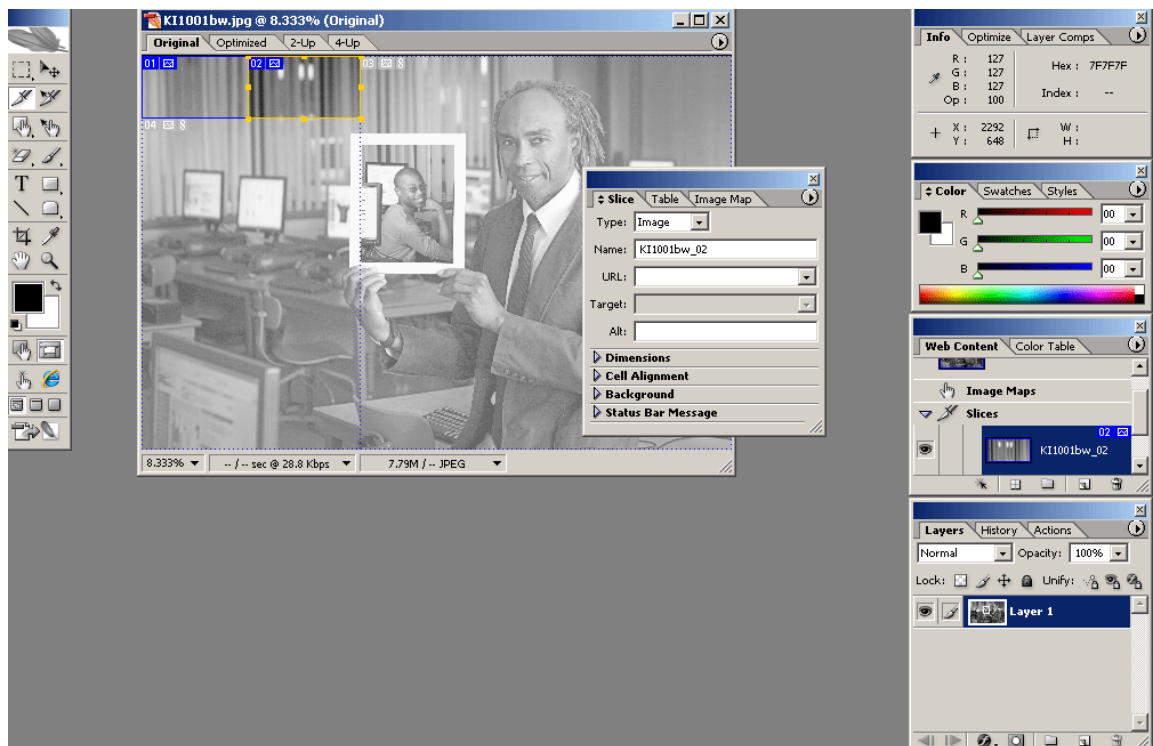 KI1001bw.jpg @ 8.333% (Original)
Original Optimized 2-Up 4-Up
01 02 03
04
8.333% -- / -- sec @ 28.8 Kbps 7.79M / -- JPEG
T
Slice Table Image Map
Type: Image
Name: KI1001bw_02
URL:
Target:
Alt:
Dimensions
Cell Alignment
Background
Status Bar Message
Info Optimize Layer Comps
R : 127
G : 127
B : 127
Op : 100
Hex : 7F7F7F
Index : --
X : 2292
Y : 648
W :
H :
Color Swatches Styles
R 00
G 00
B 00
Web Content Color Table
Image Maps
Slices
02
KI1001bw_02
Layers History Actions
Normal Opacity: 100%
Lock: Unify:
Layer 1